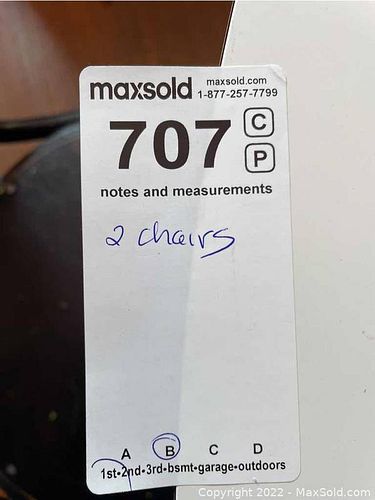 maxsold maxsold.com
1-877-257-7799
707 C
P
notes and measurements
2 chairs
A B C D
1st•2nd•3rd•bsmt•garage•outdoors
Copyright 2022 - MaxSold.com